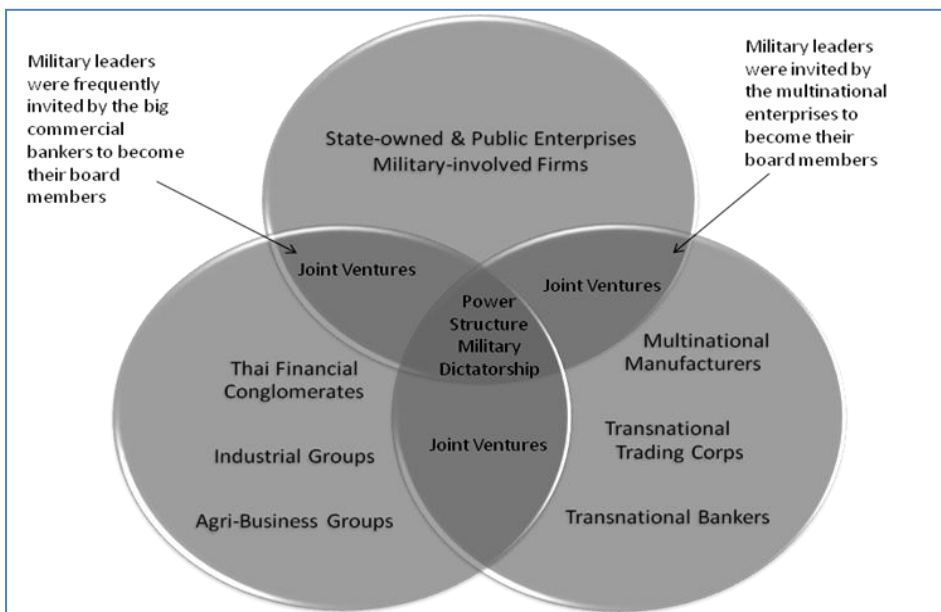 Military leaders
were frequently
invited by the big
commercial
bankers to become
their board
members
Military leaders
were invited by
the multinational
enterprises to
become their
board members
State-owned & Public Enterprises
Military-involved Firms
Joint Ventures
Joint Ventures
Power
Structure
Military
Dictatorship
Thai Financial
Conglomerates
Industrial Groups
Agri-Business Groups
Joint Ventures
Multinational
Manufacturers
Transnational
Trading Corps
Transnational Bankers